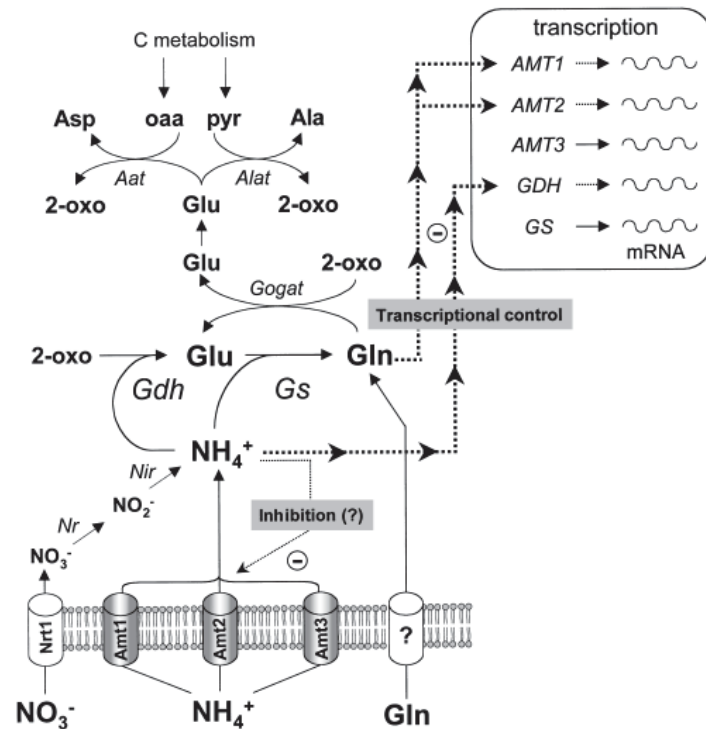 transcription
C metabolism
AMT1
AMT2
Asp oaa pyr Ala
AMT3
Aat Alat
GDH
2-oxo Glu 2-oxo
−
GS
mRNA
Glu 2-oxo
Gogat
Transcriptional control
2-oxo Glu Gln
Gdh Gs
NH₄⁺
Nir
NO₂⁻
Inhibition (?)
Nr
NO₃⁻
−
Nrt1 Amt1 Amt2 Amt3 ?
NO₃⁻ NH₄⁺ Gln